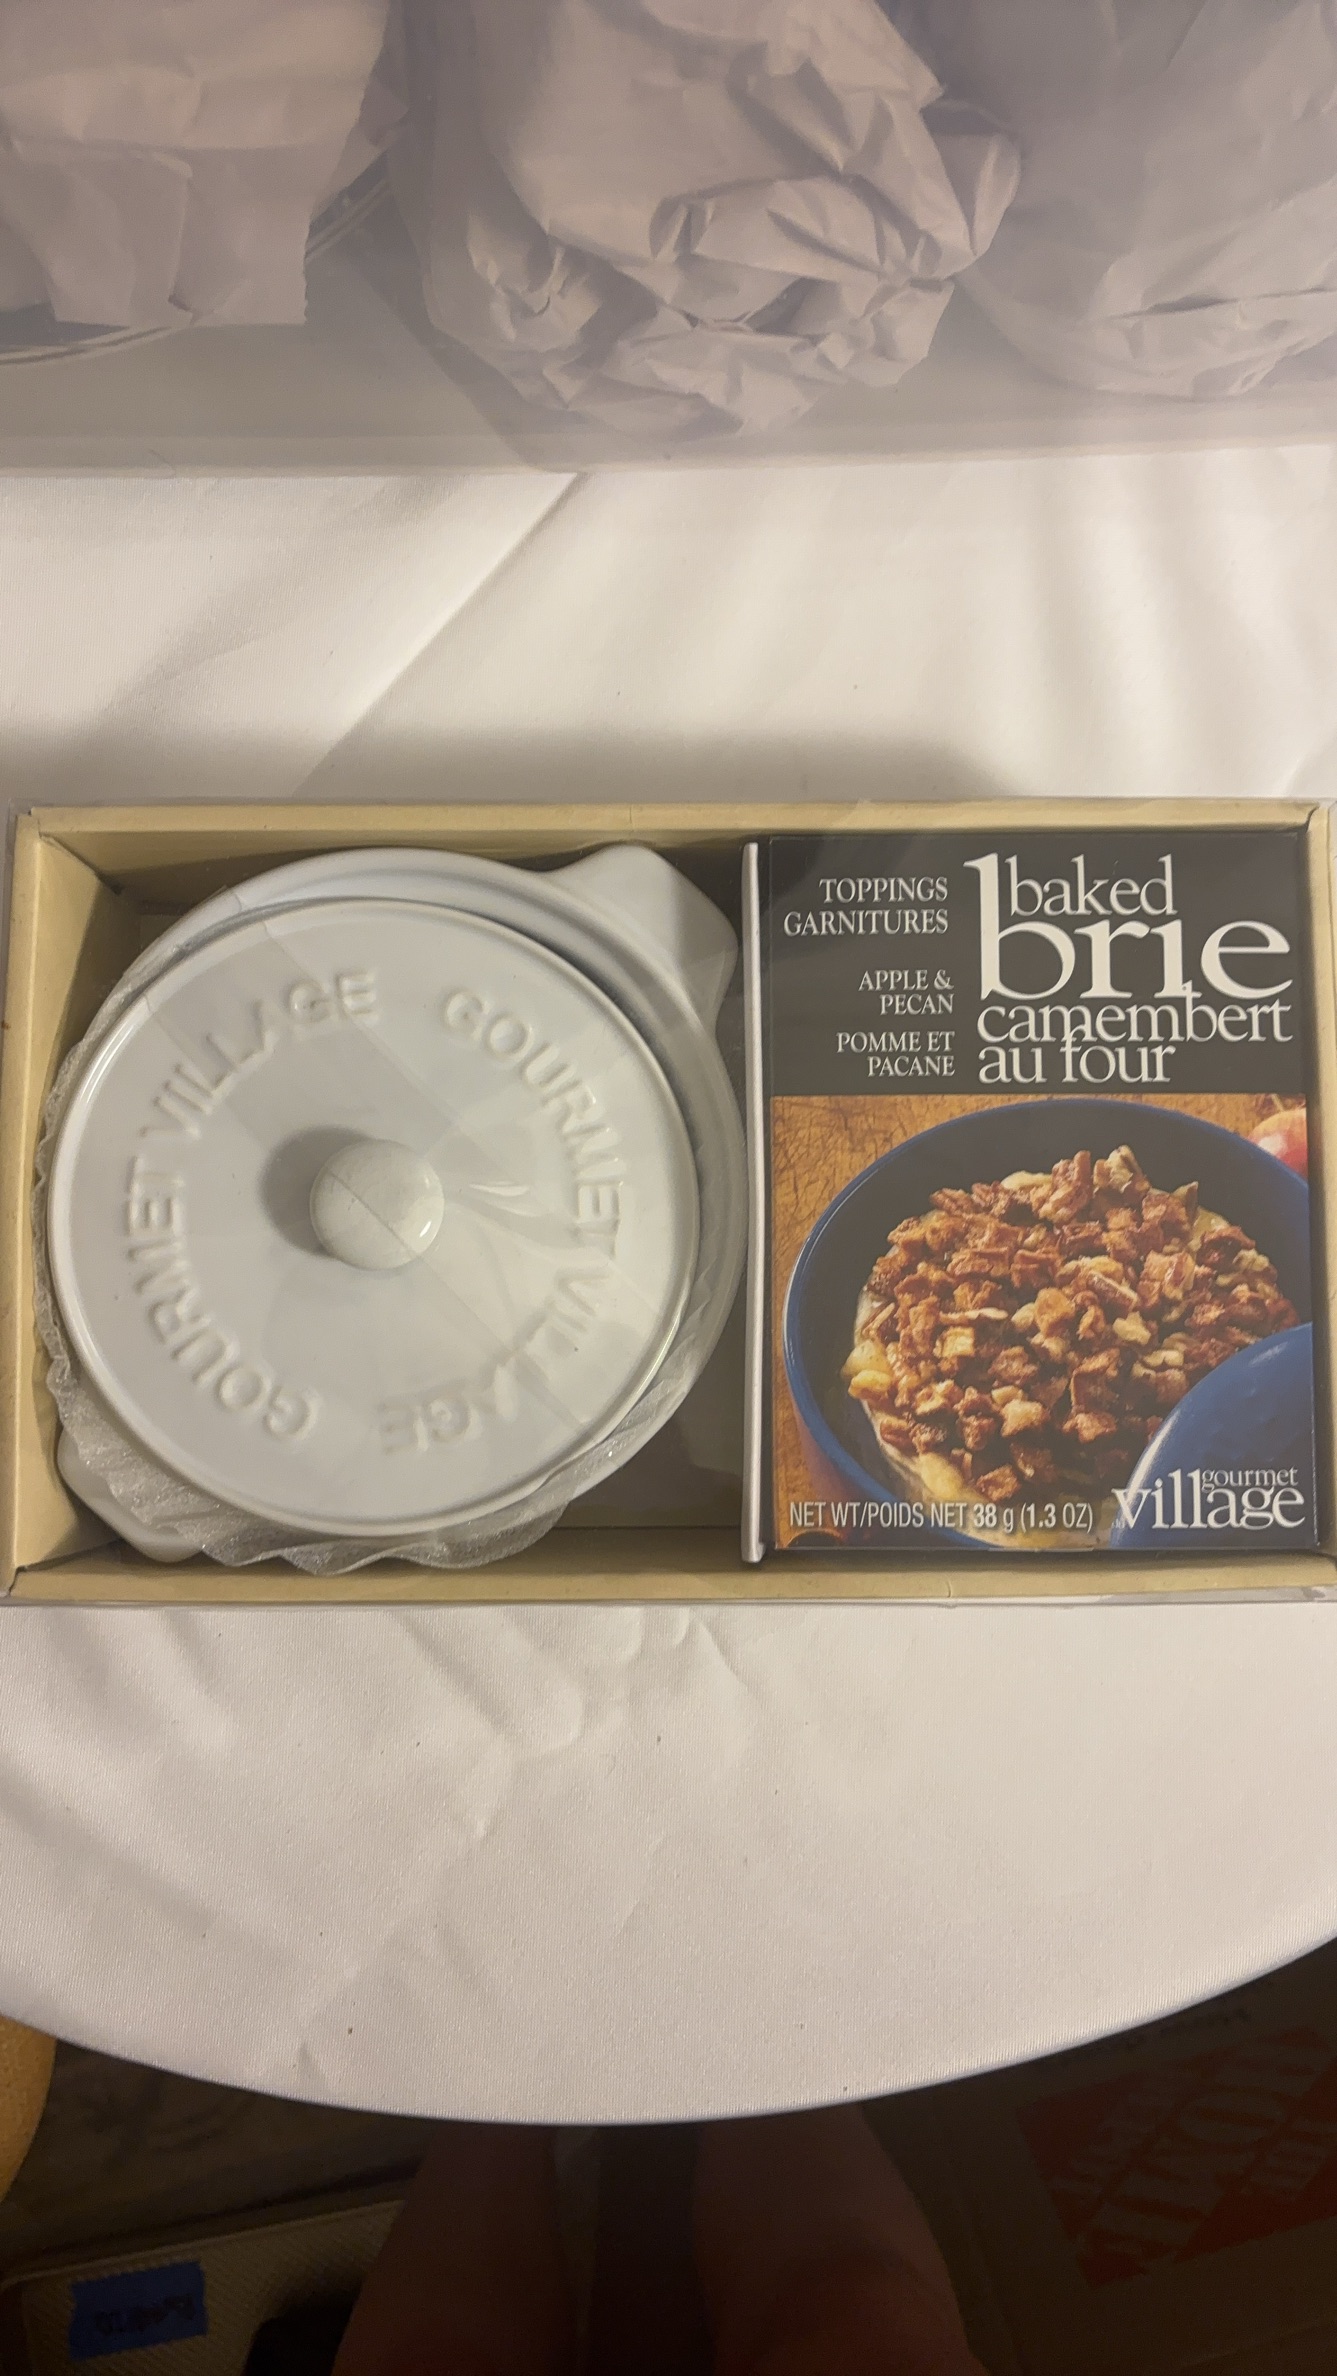 GOURMET VILLAGE
GOURMET VILLAGE
TOPPINGS
GARNITURES
APPLE &
PECAN
POMME ET
PACANE
baked
brie
camembert
au four
NET WT/POIDS NET 38 g (1.3 OZ)
gourmet
du village